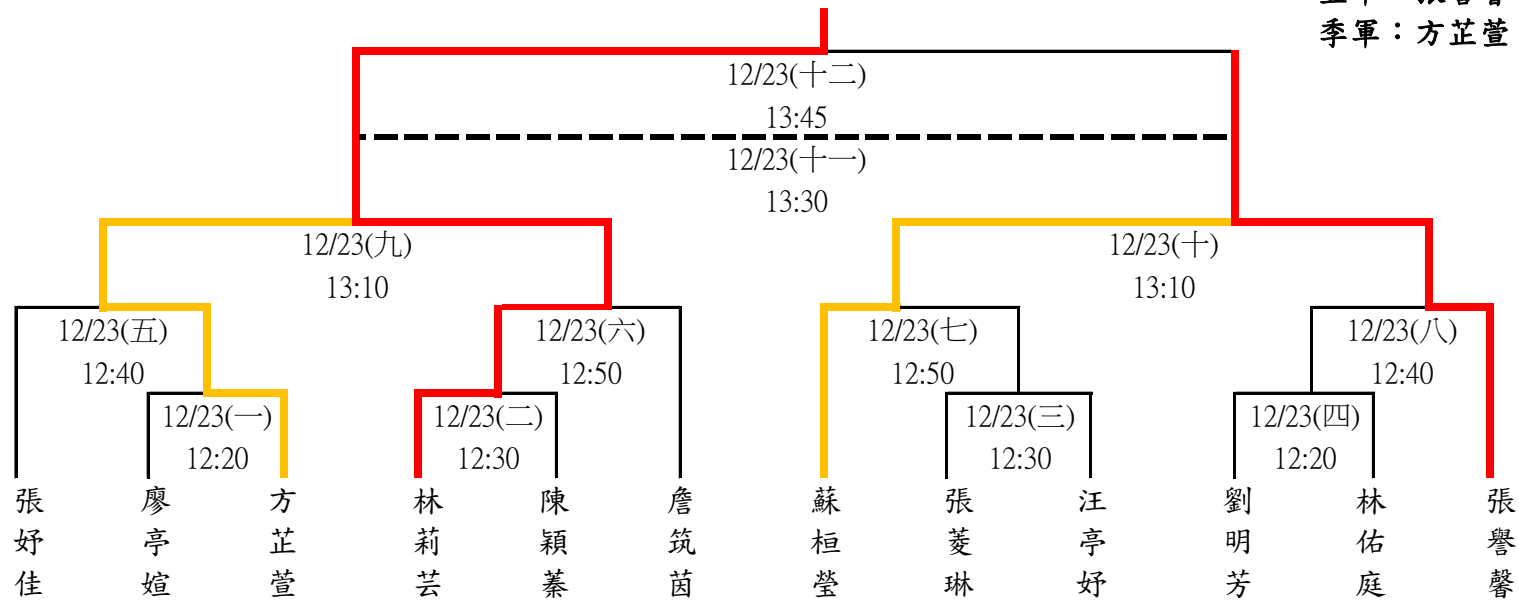 季軍：方芷萱
12/23(十二)
13:45
12/23(十一)
13:30
12/23(九)
13:10
12/23(十)
13:10
12/23(五)
12:40
12/23(六)
12:50
12/23(七)
12:50
12/23(八)
12:40
12/23(一)
12:20
12/23(二)
12:30
12/23(三)
12:30
12/23(四)
12:20
張妤佳
廖亭媗
方芷萱
林莉芸
陳穎蓁
詹筑茵
蘇桓瑩
張菱琳
汪亭妤
劉明芳
林佑庭
張譽馨